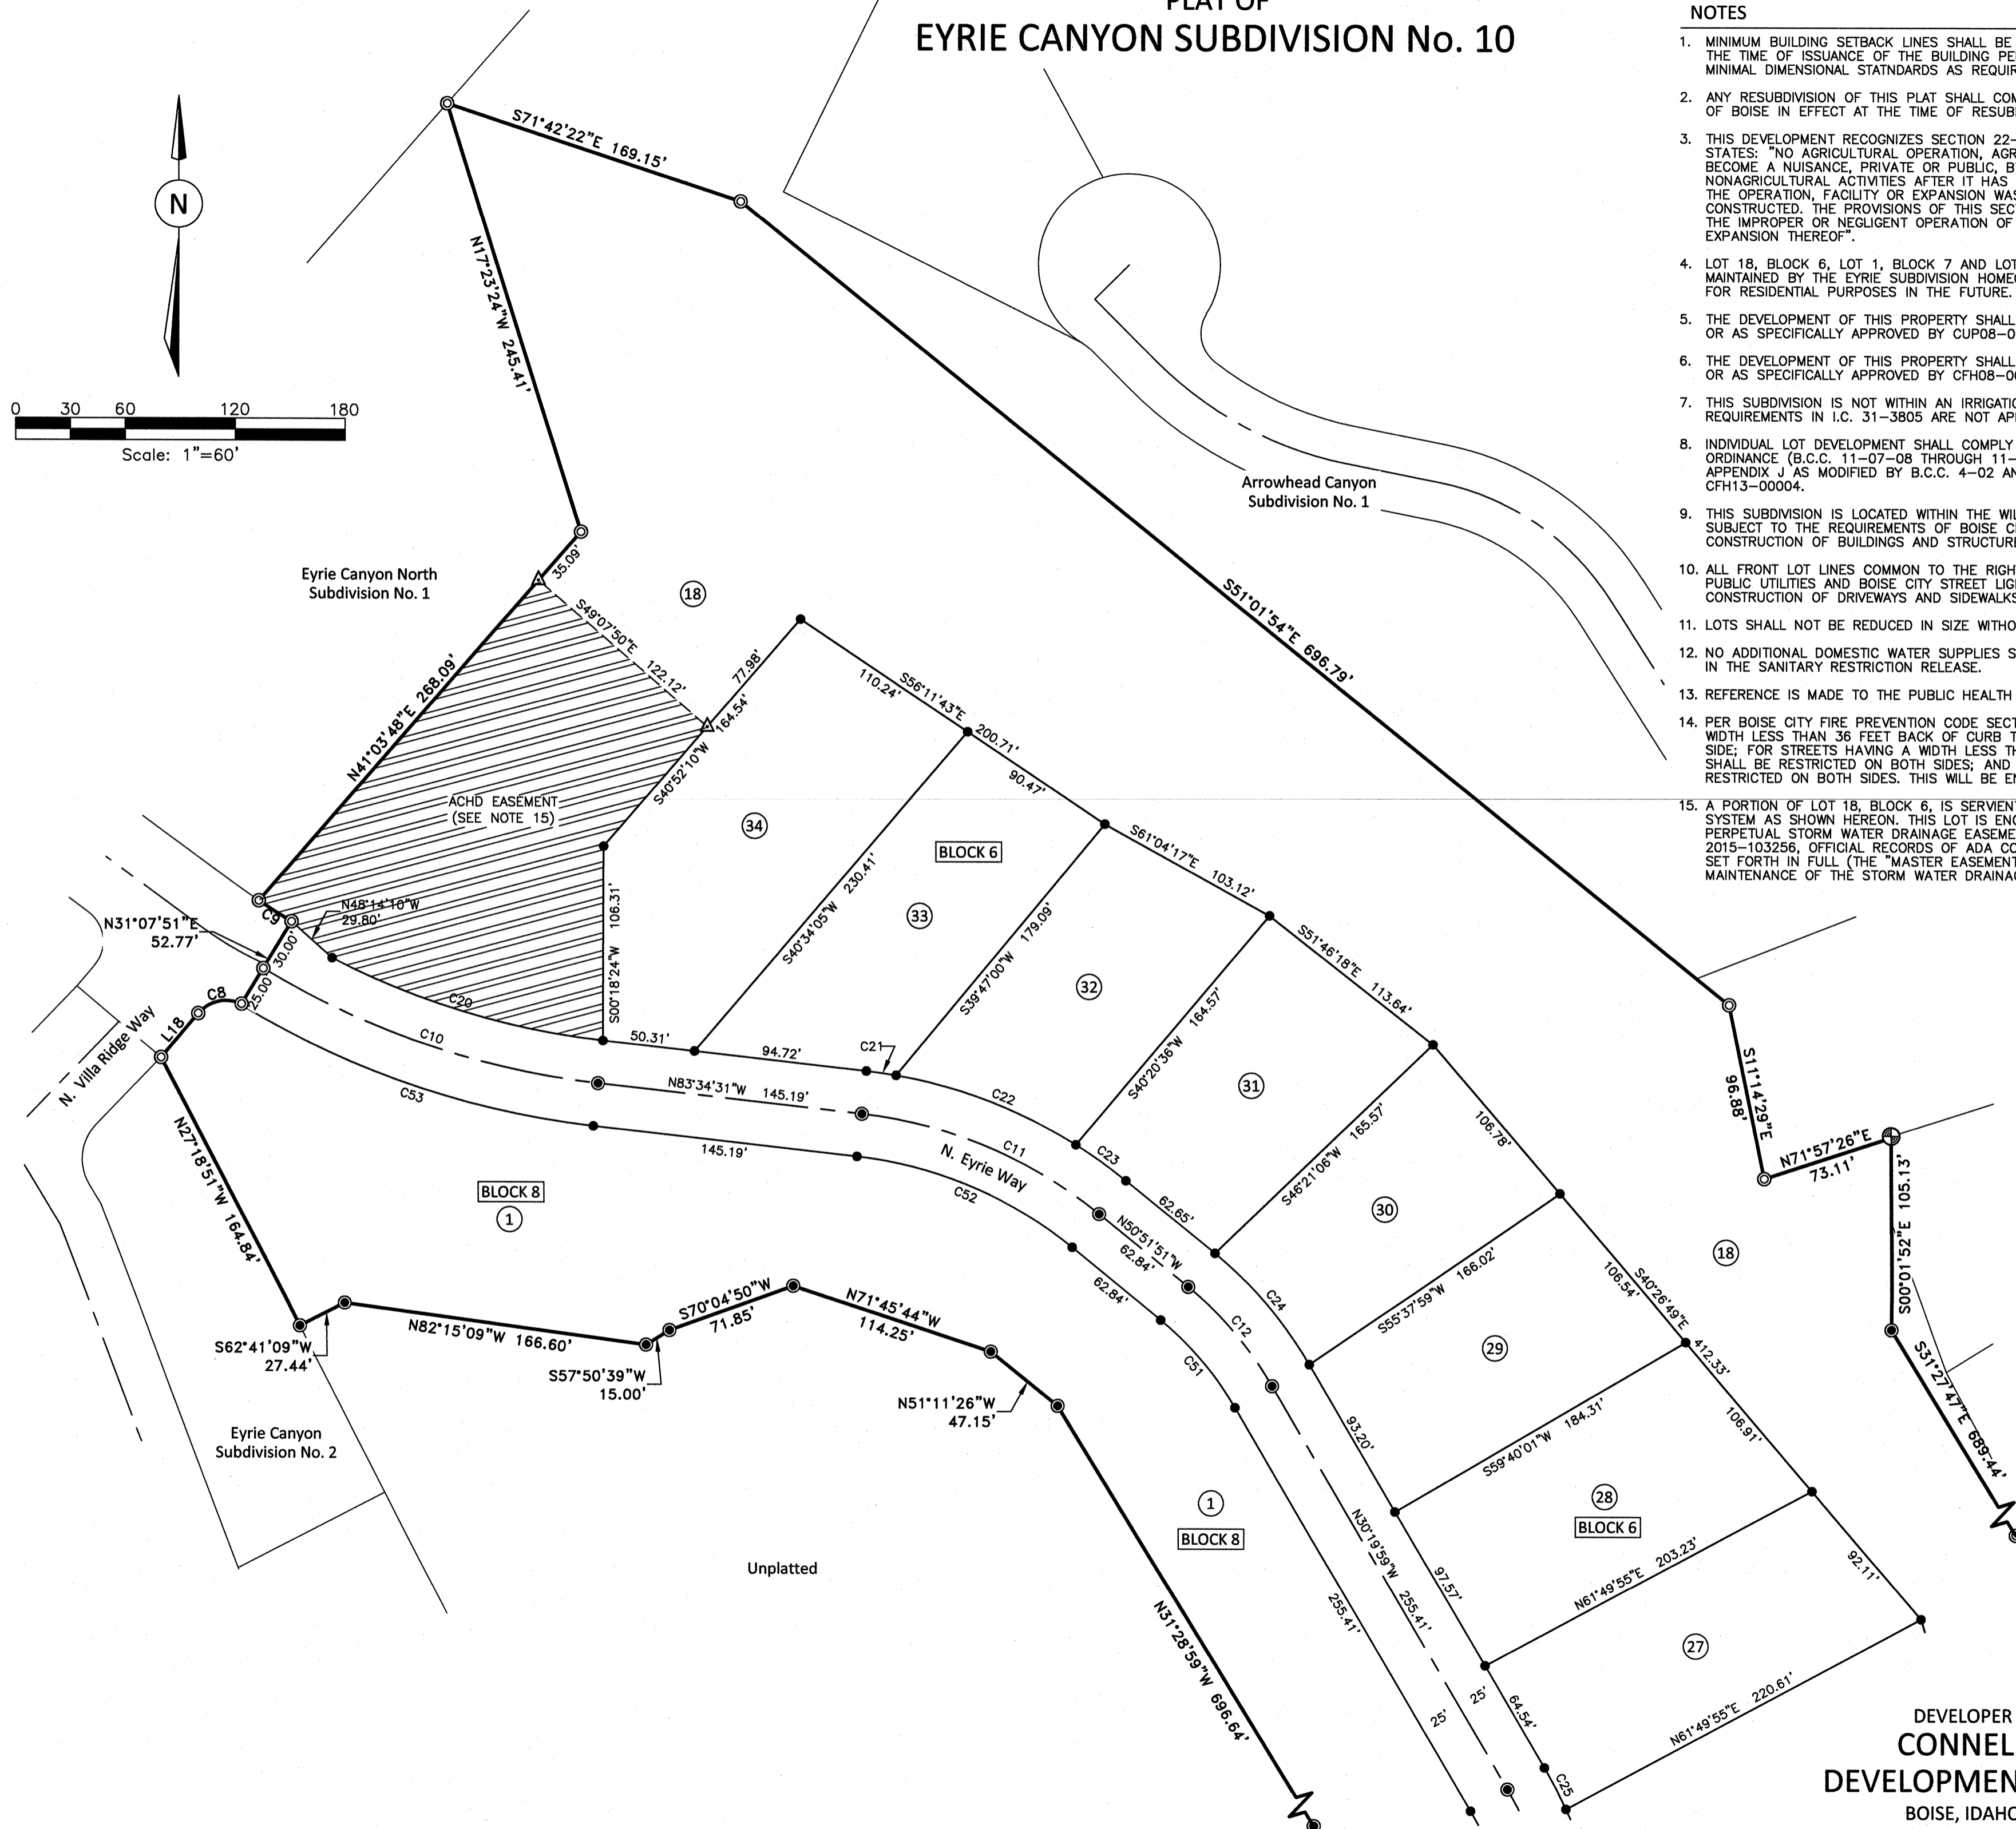 PLAT OF
EYRIE CANYON SUBDIVISION No. 10
N
0 30 60 120 180
Scale: 1"=60'
S71°42'22"E 169.15'
N17°23'24"W 245.41'
35.09'
Eyrie Canyon North
Subdivision No. 1
N41°03'48"E 268.09'
S49°07'50"E 122.12'
18
77.98'
164.54'
S40°52'10"W
110.24'
S56°11'43"E
200.71'
90.47'
ACHD EASEMENT
(SEE NOTE 15)
34
BLOCK 6
S51°01'54"E 696.79'
Arrowhead Canyon
Subdivision No. 1
S61°04'17"E 103.12'
S51°46'18"E 113.64'
N48°14'10"W
29.80'
C9
N31°07'51"E
52.77'
30.00'
25.00'
C8
L18
N. Villa Ridge Way
C20
S00°18'24"W 106.31'
S40°34'05"W 230.41'
33
S39°47'00"W 179.09'
32
S40°20'36"W 164.57'
31
C10
50.31'
94.72'
C21
N83°34'31"W 145.19'
C22
C53
145.19'
C11
N. Eyrie Way
C52
C23
62.65'
S46°21'06"W 165.57'
106.78'
30
N50°51'51"W
62.84'
62.84'
C24
C12
C51
S55°37'59"W 166.02'
106.54'
S40°26'49"E
412.33'
29
18
S11°14'29"E
96.88'
N71°57'26"E
73.11'
S00°01'52"E 105.13'
S31°27'47"E 689.44'
N27°18'51"W 164.84'
BLOCK 8
1
S62°41'09"W
27.44'
N82°15'09"W 166.60'
S57°50'39"W
15.00'
S70°04'50"W
71.85'
N71°45'44"W
114.25'
N51°11'26"W
47.15'
Eyrie Canyon
Subdivision No. 2
93.20'
S59°40'01"W 184.31'
106.91'
28
BLOCK 6
1
BLOCK 8
Unplatted
N30°19'59"W 255.41'
255.41'
97.57'
N61°49'55"E 203.23'
92.11'
27
N31°28'59"W 696.64'
25'
25'
64.54'
C25
N61°49'55"E 220.61'
NOTES
1. MINIMUM BUILDING SETBACK LINES SHALL BE
THE TIME OF ISSUANCE OF THE BUILDING
MINIMAL DIMENSIONAL STATNDARDS AS
2. ANY RESUBDIVISION OF THIS PLAT SHALL
OF BOISE IN EFFECT AT THE TIME OF
3. THIS DEVELOPMENT RECOGNIZES SECTION 22-
STATES: "NO AGRICULTURAL OPERATION,
BECOME A NUISANCE, PRIVATE OR PUBLIC,
NONAGRICULTURAL ACTIVITIES AFTER IT HAS
THE OPERATION, FACILITY OR EXPANSION
CONSTRUCTED. THE PROVISIONS OF THIS
THE IMPROPER OR NEGLIGENT OPERATION OF
EXPANSION THEREOF".
4. LOT 18, BLOCK 6, LOT 1, BLOCK 7 AND LOT
MAINTAINED BY THE EYRIE SUBDIVISION
FOR RESIDENTIAL PURPOSES IN THE FUTURE.
5. THE DEVELOPMENT OF THIS PROPERTY SHALL
OR AS SPECIFICALLY APPROVED BY CUP08-0
6. THE DEVELOPMENT OF THIS PROPERTY SHALL
OR AS SPECIFICALLY APPROVED BY CFH08-0
7. THIS SUBDIVISION IS NOT WITHIN AN
REQUIREMENTS IN I.C. 31-3805 ARE NOT
8. INDIVIDUAL LOT DEVELOPMENT SHALL COMPLY
ORDINANCE (B.C.C. 11-07-08 THROUGH 11-
APPENDIX J AS MODIFIED BY B.C.C. 4-02
CFH13-00004.
9. THIS SUBDIVISION IS LOCATED WITHIN THE
SUBJECT TO THE REQUIREMENTS OF BOISE
CONSTRUCTION OF BUILDINGS AND
10. ALL FRONT LOT LINES COMMON TO THE
PUBLIC UTILITIES AND BOISE CITY STREET
CONSTRUCTION OF DRIVEWAYS AND
11. LOTS SHALL NOT BE REDUCED IN SIZE
12. NO ADDITIONAL DOMESTIC WATER SUPPLIES
IN THE SANITARY RESTRICTION RELEASE.
13. REFERENCE IS MADE TO THE PUBLIC HEALTH
14. PER BOISE CITY FIRE PREVENTION CODE
WIDTH LESS THAN 36 FEET BACK OF CURB
SIDE; FOR STREETS HAVING A WIDTH LESS
SHALL BE RESTRICTED ON BOTH SIDES; AND
RESTRICTED ON BOTH SIDES. THIS WILL BE
15. A PORTION OF LOT 18, BLOCK 6, IS
SYSTEM AS SHOWN HEREON. THIS LOT IS
PERPETUAL STORM WATER DRAINAGE
2015-103256, OFFICIAL RECORDS OF ADA
SET FORTH IN FULL (THE "MASTER
MAINTENANCE OF THE STORM WATER
DEVELOPER
BOISE,